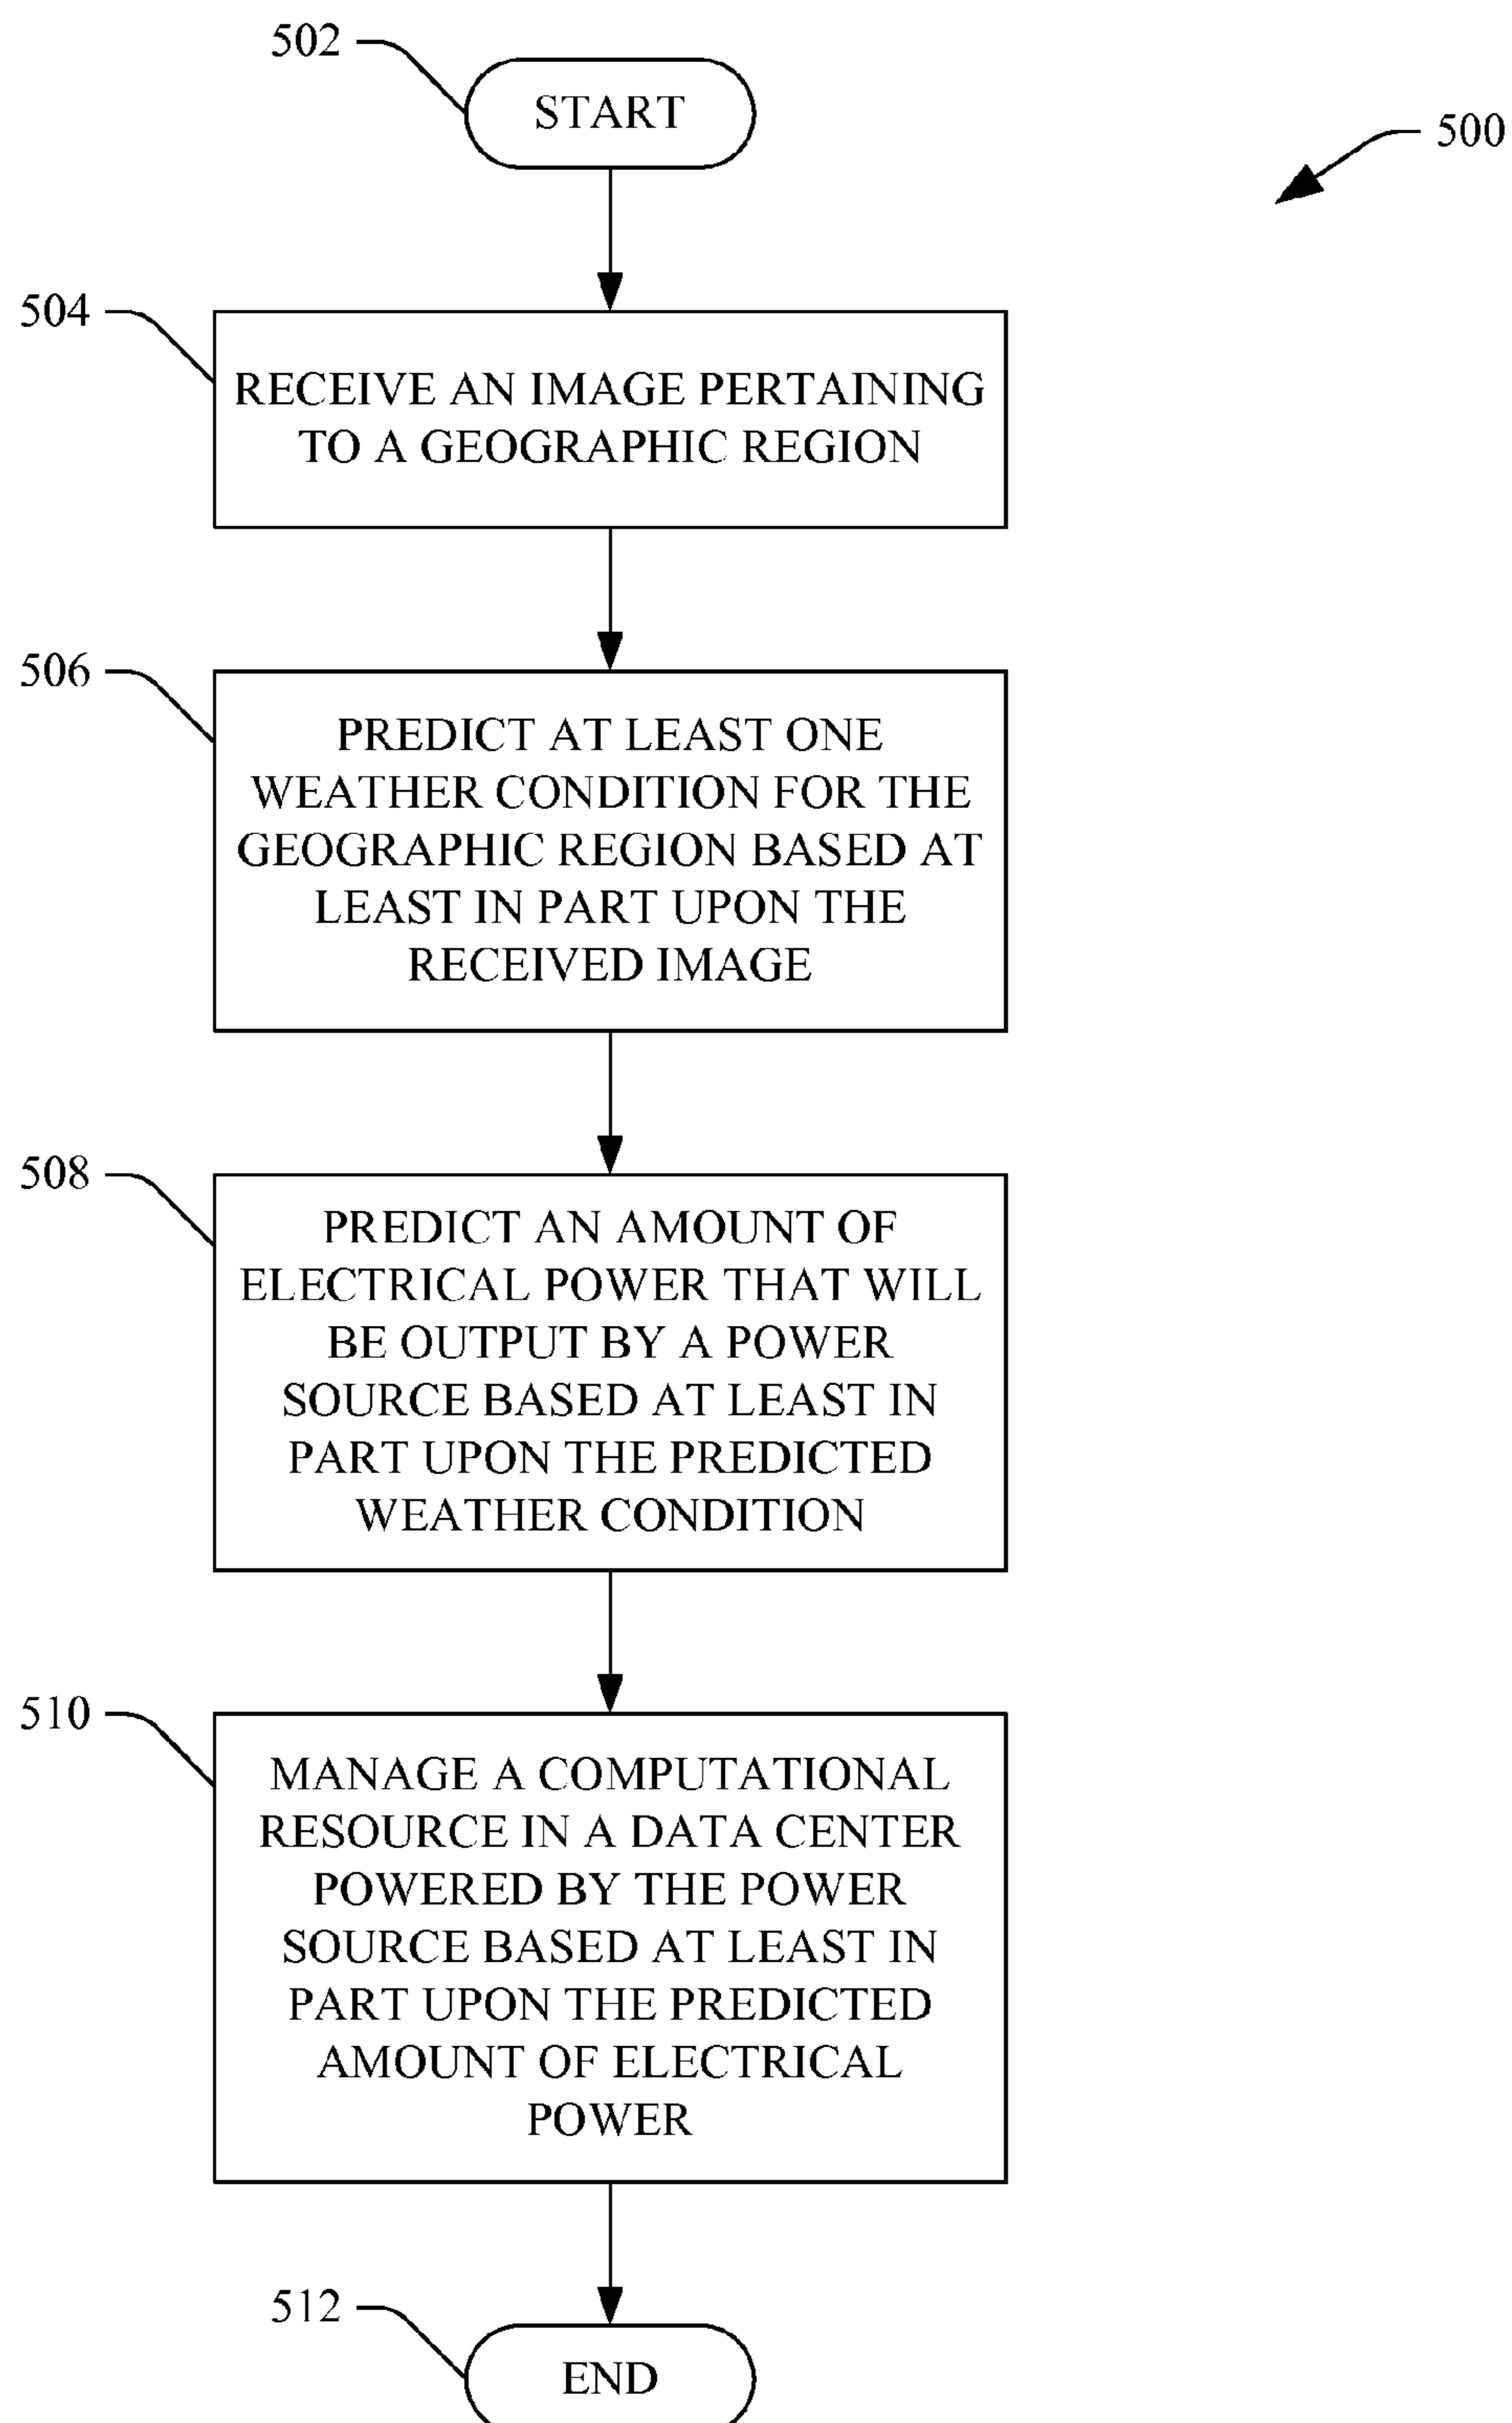 502
START
500
504
RECEIVE AN IMAGE PERTAINING
TO A GEOGRAPHIC REGION
506
PREDICT AT LEAST ONE
WEATHER CONDITION FOR THE
GEOGRAPHIC REGION BASED AT
LEAST IN PART UPON THE
RECEIVED IMAGE
508
PREDICT AN AMOUNT OF
ELECTRICAL POWER THAT WILL
BE OUTPUT BY A POWER
SOURCE BASED AT LEAST IN
PART UPON THE PREDICTED
WEATHER CONDITION
510
MANAGE A COMPUTATIONAL
RESOURCE IN A DATA CENTER
POWERED BY THE POWER
SOURCE BASED AT LEAST IN
PART UPON THE PREDICTED
AMOUNT OF ELECTRICAL
POWER
512
END